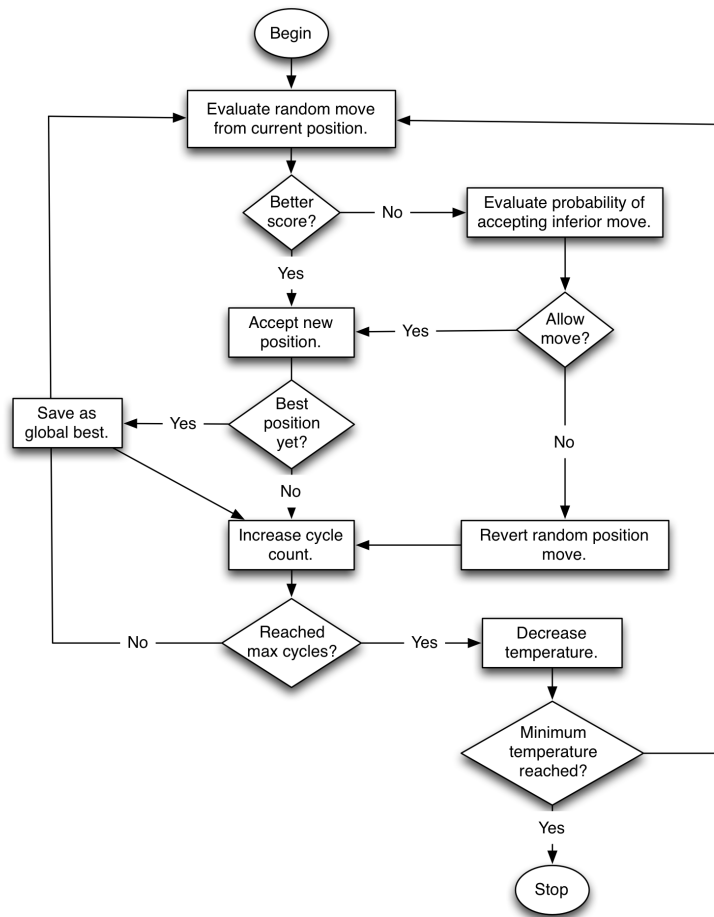 Begin
Evaluate random move
from current position.
Better
score?
No
Evaluate probability of
accepting inferior move.
Yes
Accept new
position.
Yes
Allow
move?
Save as
global best.
Yes
Best
position
yet?
No
No
Increase cycle
count.
Revert random position
move.
No
Reached
max cycles?
Yes
Decrease
temperature.
Minimum
temperature
reached?
Yes
Stop